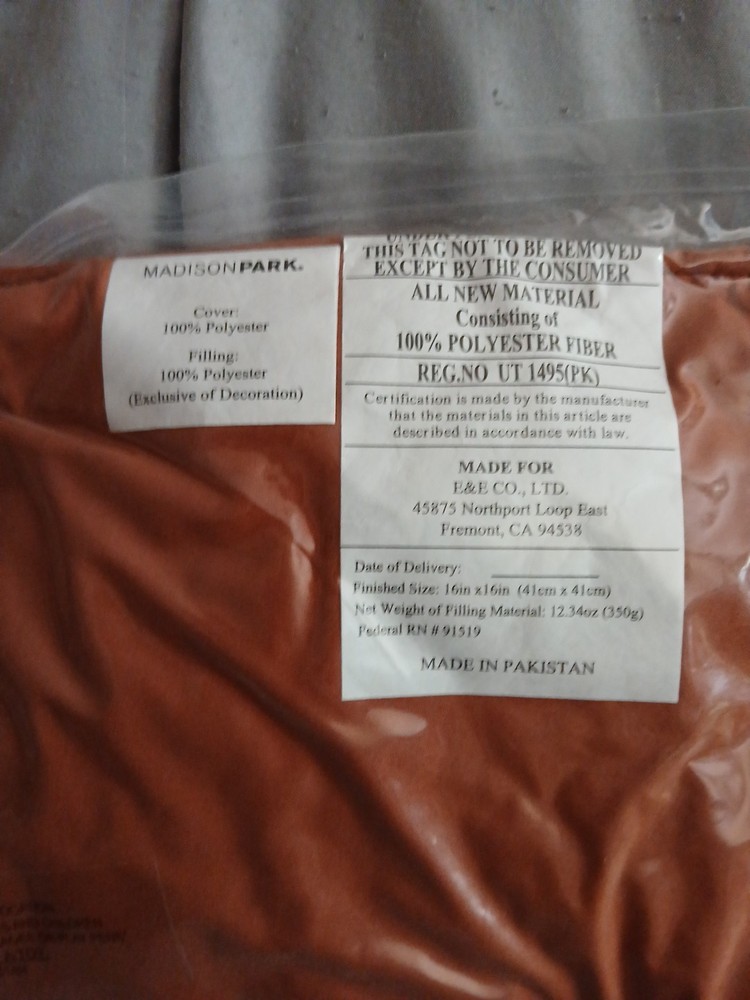 MADISONPARK.
Cover:
100% Polyester
Filling:
100% Polyester
(Exclusive of Decoration)
THIS TAG NOT TO BE REMOVED
EXCEPT BY THE CONSUMER
ALL NEW MATERIAL
Consisting of
100% POLYESTER FIBER
REG.NO UT 1495(PK)
Certification is made by the manufacturer
that the materials in this article are
described in accordance with law.
MADE FOR
E&E CO., LTD.
45875 Northport Loop East
Fremont, CA 94538
Date of Delivery:
Finished Size: 16in x16in (41cm x 41cm)
Net Weight of Filling Material: 12.34oz (350g)
Federal RN # 91519
MADE IN PAKISTAN